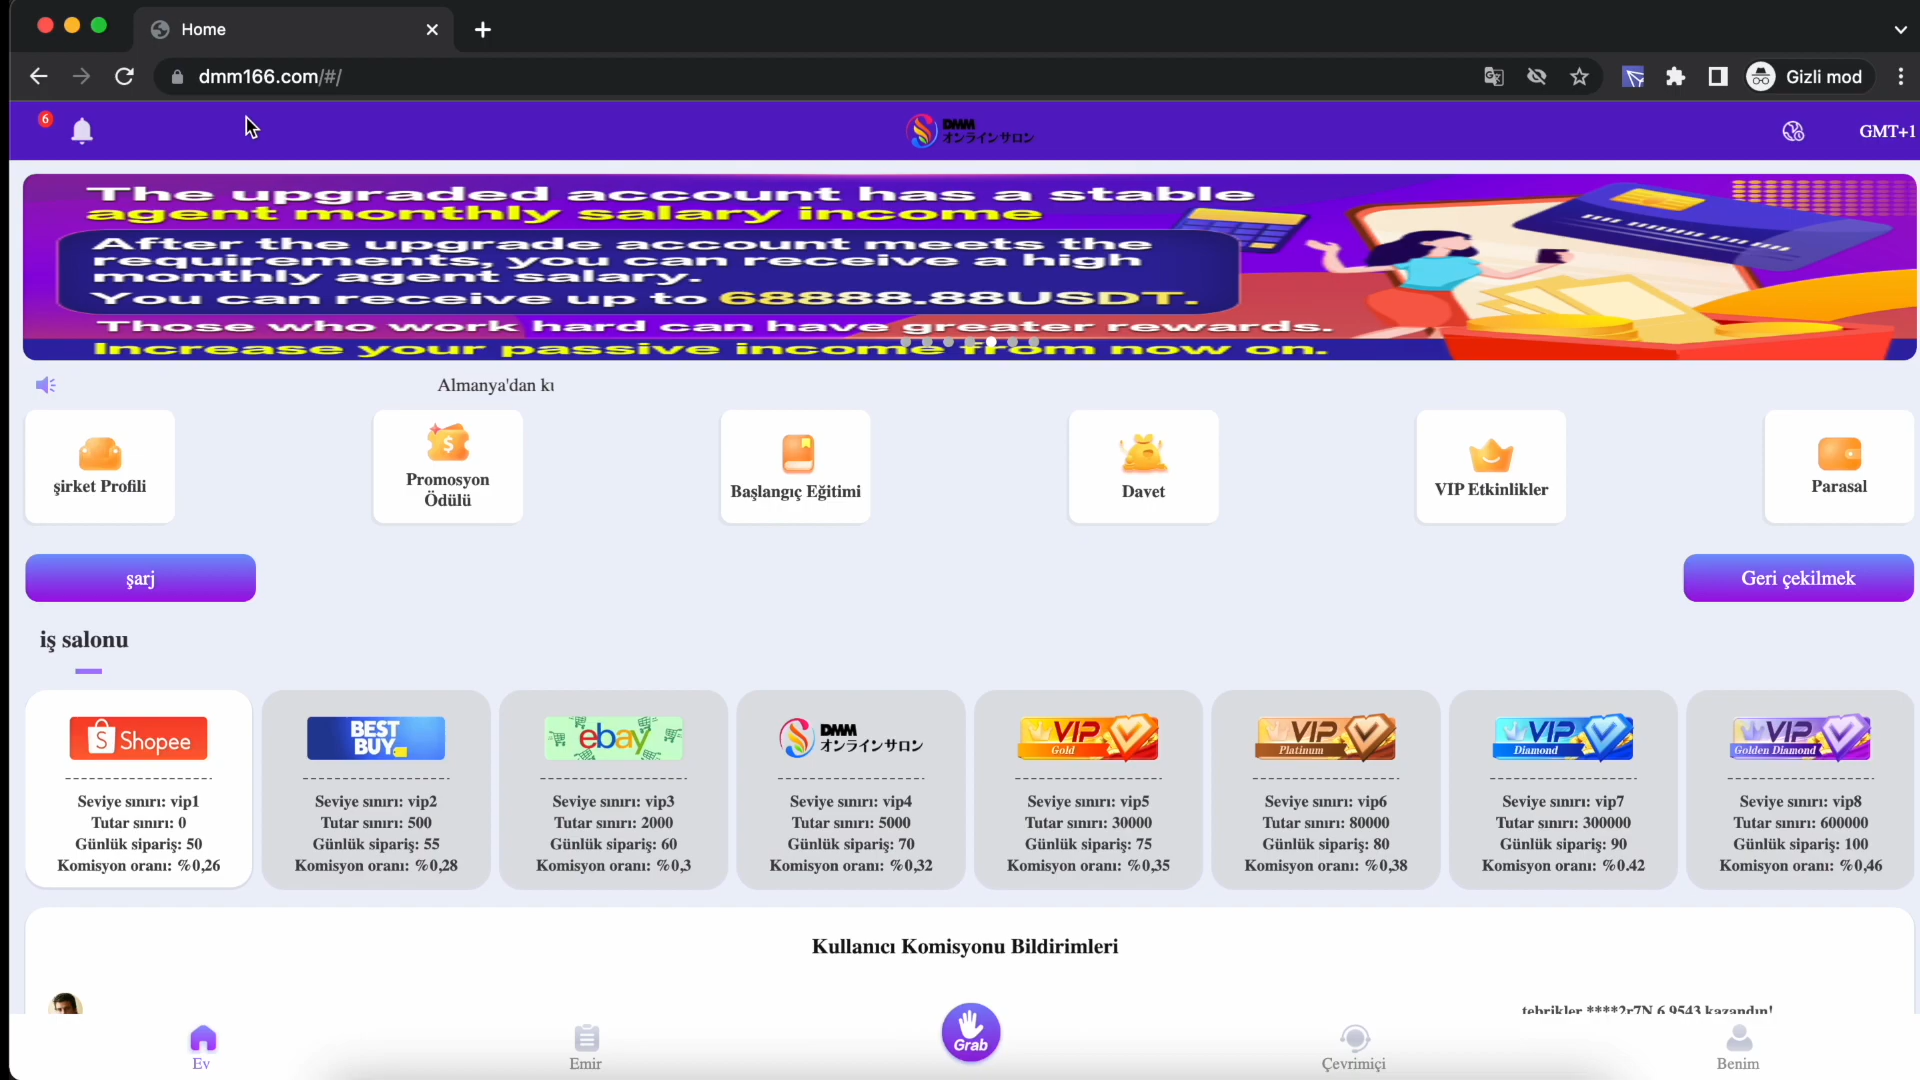 Home
dmm166.com/#/
Gizli mod
6
DMM
オンラインサロン
GMT+1
The upgraded account has a stable
agent monthly salary income
After the upgrade account meets the
requirements, you can receive a high
monthly agent salary.
You can receive up to 68888.88USDT.
Those who work hard can have greater rewards.
Increase your passive income from now on.
Almanya'dan kı
şirket Profili
Promosyon
Ödülü
Başlangıç Eğitimi
Davet
VIP Etkinlikler
Parasal
şarj
Geri çekilmek
iş salonu
Shopee
Seviye sınırı: vip1
Tutar sınırı: 0
Günlük sipariş: 50
Komisyon oranı: %0,26
BEST
BUY
Seviye sınırı: vip2
Tutar sınırı: 500
Günlük sipariş: 55
Komisyon oranı: %0,28
ebay
Seviye sınırı: vip3
Tutar sınırı: 2000
Günlük sipariş: 60
Komisyon oranı: %0,3
DMM
オンラインサロン
Seviye sınırı: vip4
Tutar sınırı: 5000
Günlük sipariş: 70
Komisyon oranı: %0,32
VIP
Gold
Seviye sınırı: vip5
Tutar sınırı: 30000
Günlük sipariş: 75
Komisyon oranı: %0,35
VIP
Platinum
Seviye sınırı: vip6
Tutar sınırı: 80000
Günlük sipariş: 80
Komisyon oranı: %0,38
VIP
Diamond
Seviye sınırı: vip7
Tutar sınırı: 300000
Günlük sipariş: 90
Komisyon oranı: %0.42
VIP
Golden Diamond
Seviye sınırı: vip8
Tutar sınırı: 600000
Günlük sipariş: 100
Komisyon oranı: %0,46
Kullanıcı Komisyonu Bildirimleri
tebrikler ****2r7N 6.9543 kazandın!
Ev
Emir
Grab
Çevrimiçi
Benim